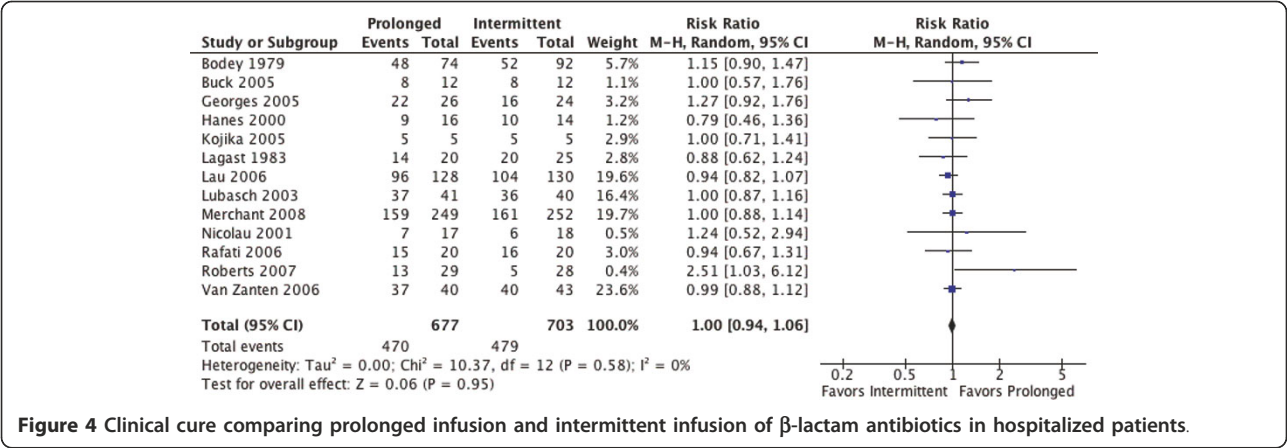 Prolonged Intermittent Risk Ratio Risk Ratio
Study or Subgroup Events Total Events Total Weight M-H, Random, 95% CI M-H, Random, 95% CI
Bodey 1979 48 74 52 92 5.7% 1.15 [0.90, 1.47]
Buck 2005 8 12 8 12 1.1% 1.00 [0.57, 1.76]
Georges 2005 22 26 16 24 3.2% 1.27 [0.92, 1.76]
Hanes 2000 9 16 10 14 1.2% 0.79 [0.46, 1.36]
Kojika 2005 5 5 5 5 2.9% 1.00 [0.71, 1.41]
Lagast 1983 14 20 20 25 2.8% 0.88 [0.62, 1.24]
Lau 2006 96 128 104 130 19.6% 0.94 [0.82, 1.07]
Lubasch 2003 37 41 36 40 16.4% 1.00 [0.87, 1.16]
Merchant 2008 159 249 161 252 19.7% 1.00 [0.88, 1.14]
Nicolau 2001 7 17 6 18 0.5% 1.24 [0.52, 2.94]
Rafati 2006 15 20 16 20 3.0% 0.94 [0.67, 1.31]
Roberts 2007 13 29 5 28 0.4% 2.51 [1.03, 6.12]
Van Zanten 2006 37 40 40 43 23.6% 0.99 [0.88, 1.12]
Total (95% CI) 677 703 100.0% 1.00 [0.94, 1.06]
Total events 470 479
Heterogeneity: Tau² = 0.00; Chi² = 10.37, df = 12 (P = 0.58); I² = 0%
Test for overall effect: Z = 0.06 (P = 0.95)
0.2 0.5 1 2 5
Favors Intermittent Favors Prolonged
Figure 4 Clinical cure comparing prolonged infusion and intermittent infusion of β-lactam antibiotics in hospitalized patients.